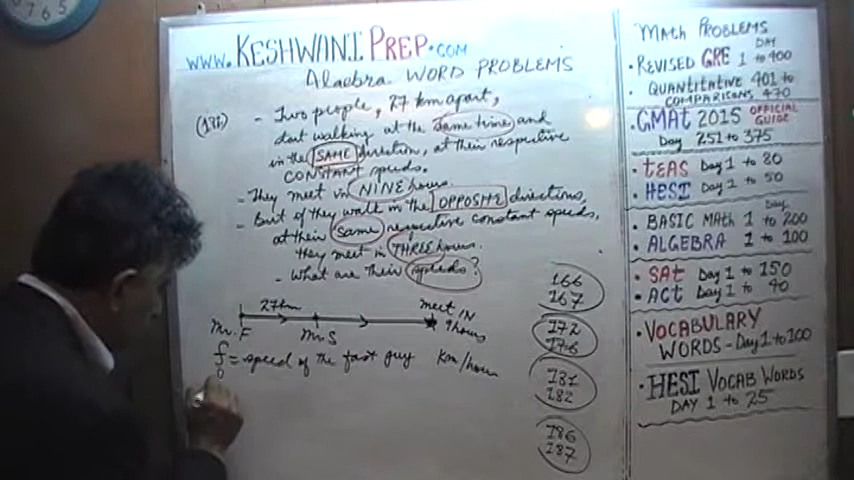 7 6 5
www.KESHWANI PREP.com
Algebra WORD PROBLEMS
- Two people, 27 km apart,
start walking at the same time and
in the SAME direction, at their respective
CONSTANT speeds.
- They meet in NINE hours.
- But if they walk in the OPPOSITE directions,
at their same respective constant speeds,
they meet in THREE hours.
- What are their speeds?
27km
meet IN
9 hours
Mr. F
Mr. S
f = speed of the fast guy km/hour
166
167
172
181
182
186
187
MATH PROBLEMS
DAY
• REVISED GRE 1 to 400
• QUANTITATIVE 401 to
COMPARISONS 470
• GMAT 2015 OFFICIAL GUIDE
Day 251 to 375
• TEAS Day 1 to 80
• HESI Day 1 to 50
Day
• BASIC MATH 1 to 200
• ALGEBRA 1 to 100
• SAT Day 1 to 150
• ACT Day 1 to 90
• VOCABULARY
WORDS - Day 1 to 100
• HESI VOCAB WORDS
DAY 1 to 25